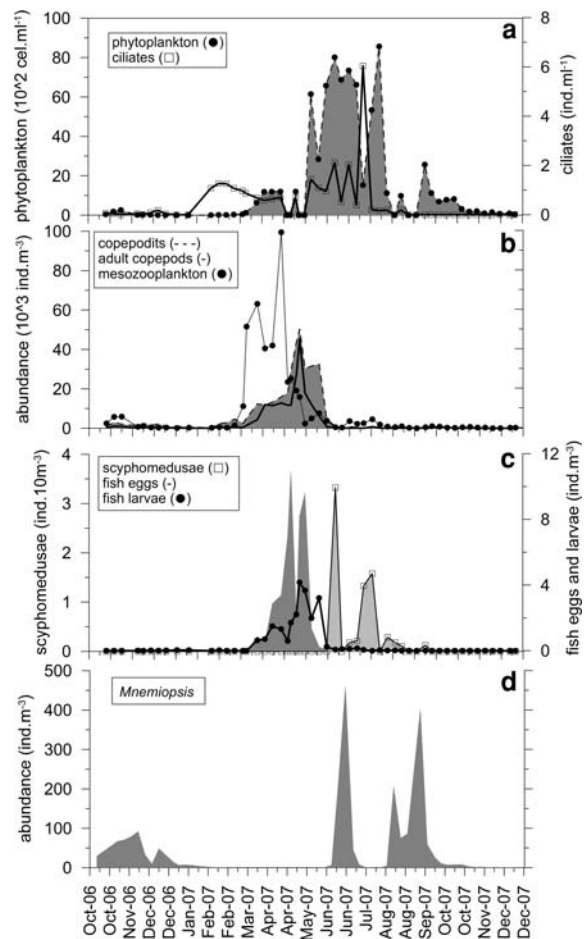 a
100
80
60
40
20
0
phytoplankton (10^2 cel.ml⁻¹)
phytoplankton (●)
ciliates (□)
8
6
4
2
0
ciliates (ind.ml⁻¹)
b
100
80
60
40
20
0
abundance (10^3 ind.m⁻³)
copepodits (- - -)
adult copepods (-)
mesozooplankton (●)
c
4
3
2
1
0
scyphomedusae (ind.10m⁻³)
scyphomedusae (□)
fish eggs (-)
fish larvae (●)
12
10
8
6
4
2
0
fish eggs and larvae (ind.m⁻³)
d
500
400
300
200
100
0
abundance (ind.m⁻³)
Mnemiopsis
Oct-06
Oct-06
Nov-06
Dec-06
Dec-06
Jan-07
Feb-07
Feb-07
Mar-07
Apr-07
Apr-07
May-07
Jun-07
Jun-07
Jul-07
Aug-07
Aug-07
Sep-07
Oct-07
Oct-07
Nov-07
Dec-07
Dec-07